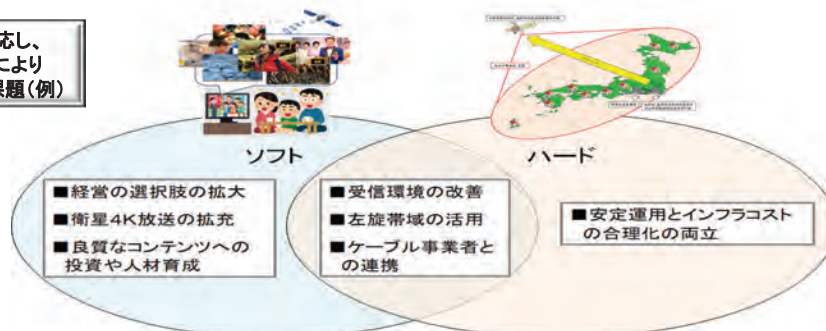 応し、
により
課題(例)
ソフト
ハード
■経営の選択肢の拡大
■衛星4K放送の拡充
■良質なコンテンツへの
投資や人材育成
■受信環境の改善
■左旋帯域の活用
■ケーブル事業者と
の連携
■安定運用とインフラコスト
の合理化の両立